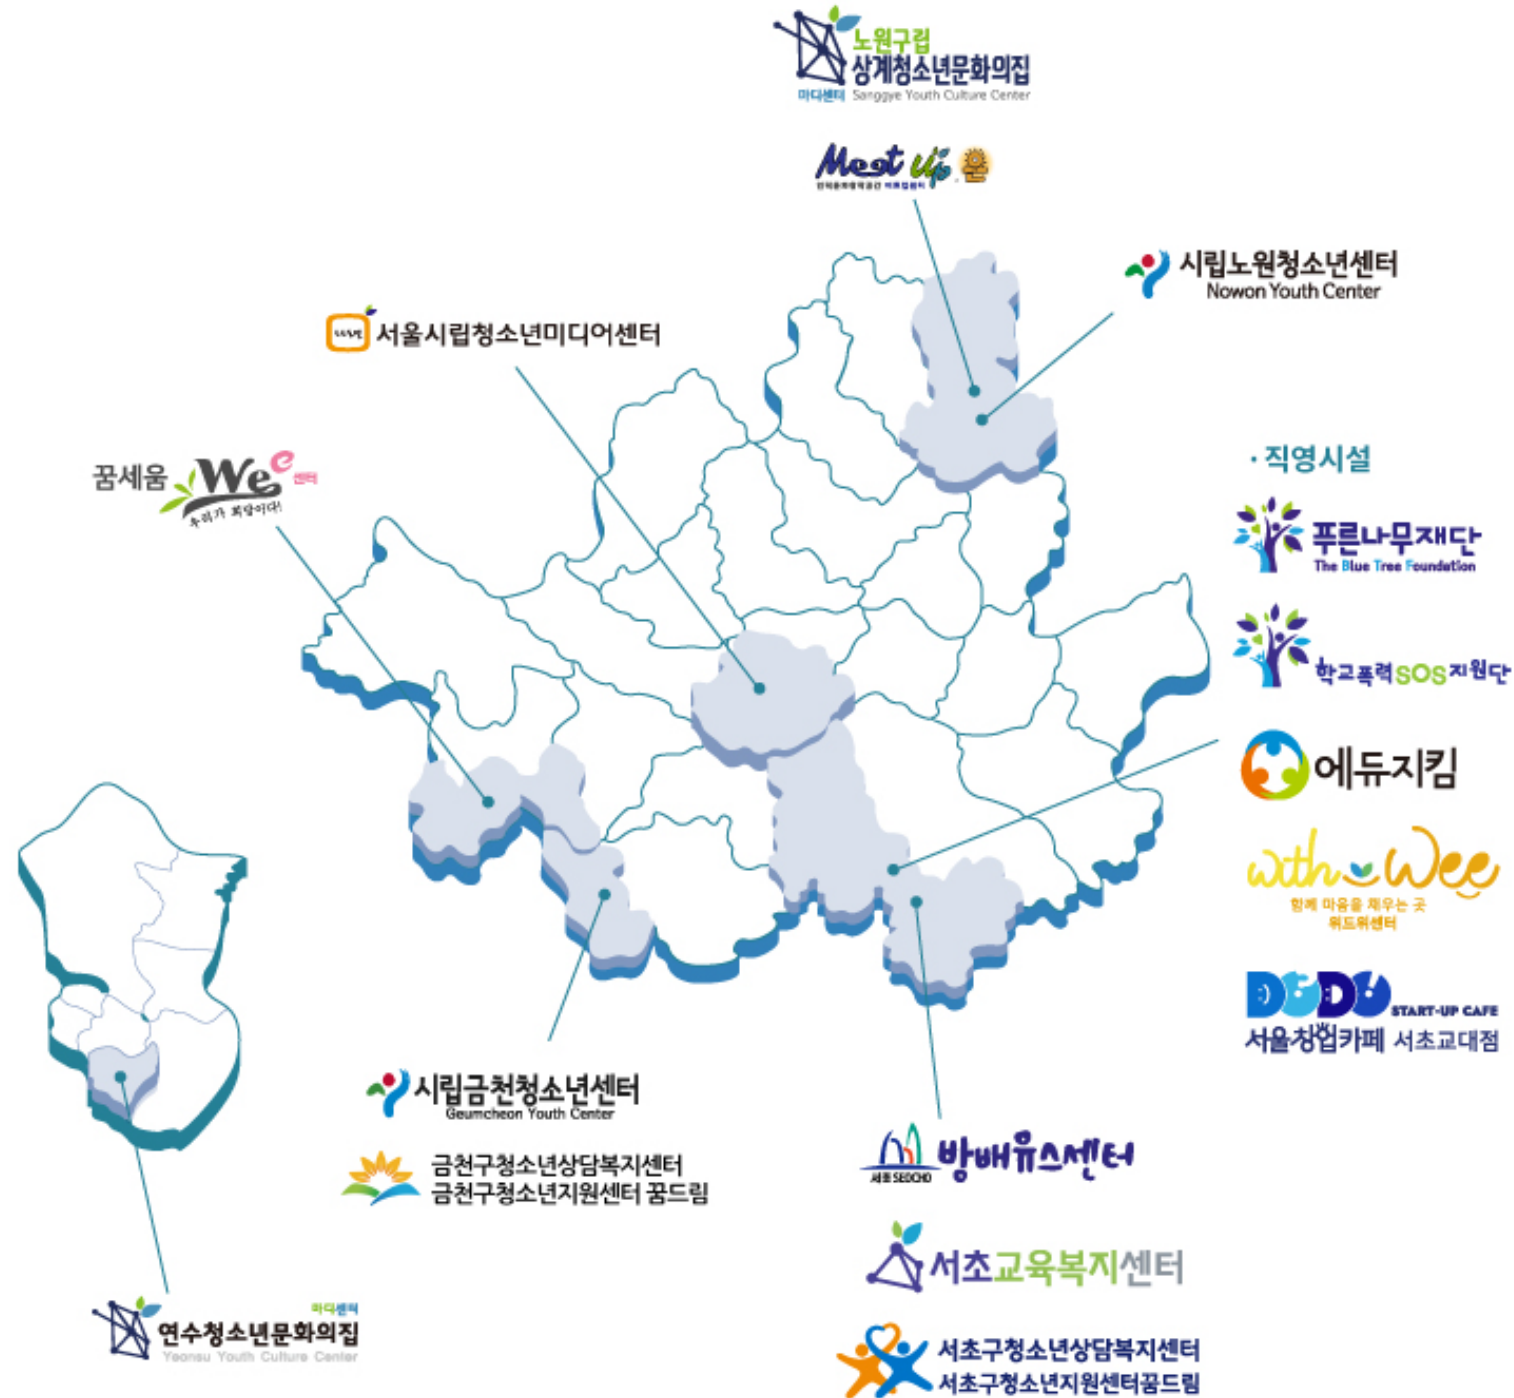 노원구립
상계청소년문화의집
마디센터 Sanggye Youth Culture Center
Meet Up
시립노원청소년센터
Nowon Youth Center
서울시립청소년미디어센터
꿈세움 Wee 센터
우리가 희망이다!
· 직영시설
푸른나무재단
The Blue Tree Foundation
학교폭력SOS지원단
에듀지킴
with Wee
함께 마음을 채우는 곳
위드위센터
DODO START-UP CAFE
서울창업카페 서초교대점
시립금천청소년센터
Geumcheon Youth Center
금천구청소년상담복지센터
금천구청소년지원센터 꿈드림
서초 SEOCHO 방배유스센터
서초교육복지센터
서초구청소년상담복지센터
서초구청소년지원센터꿈드림
마디센터
연수청소년문화의집
Yeonsu Youth Culture Center